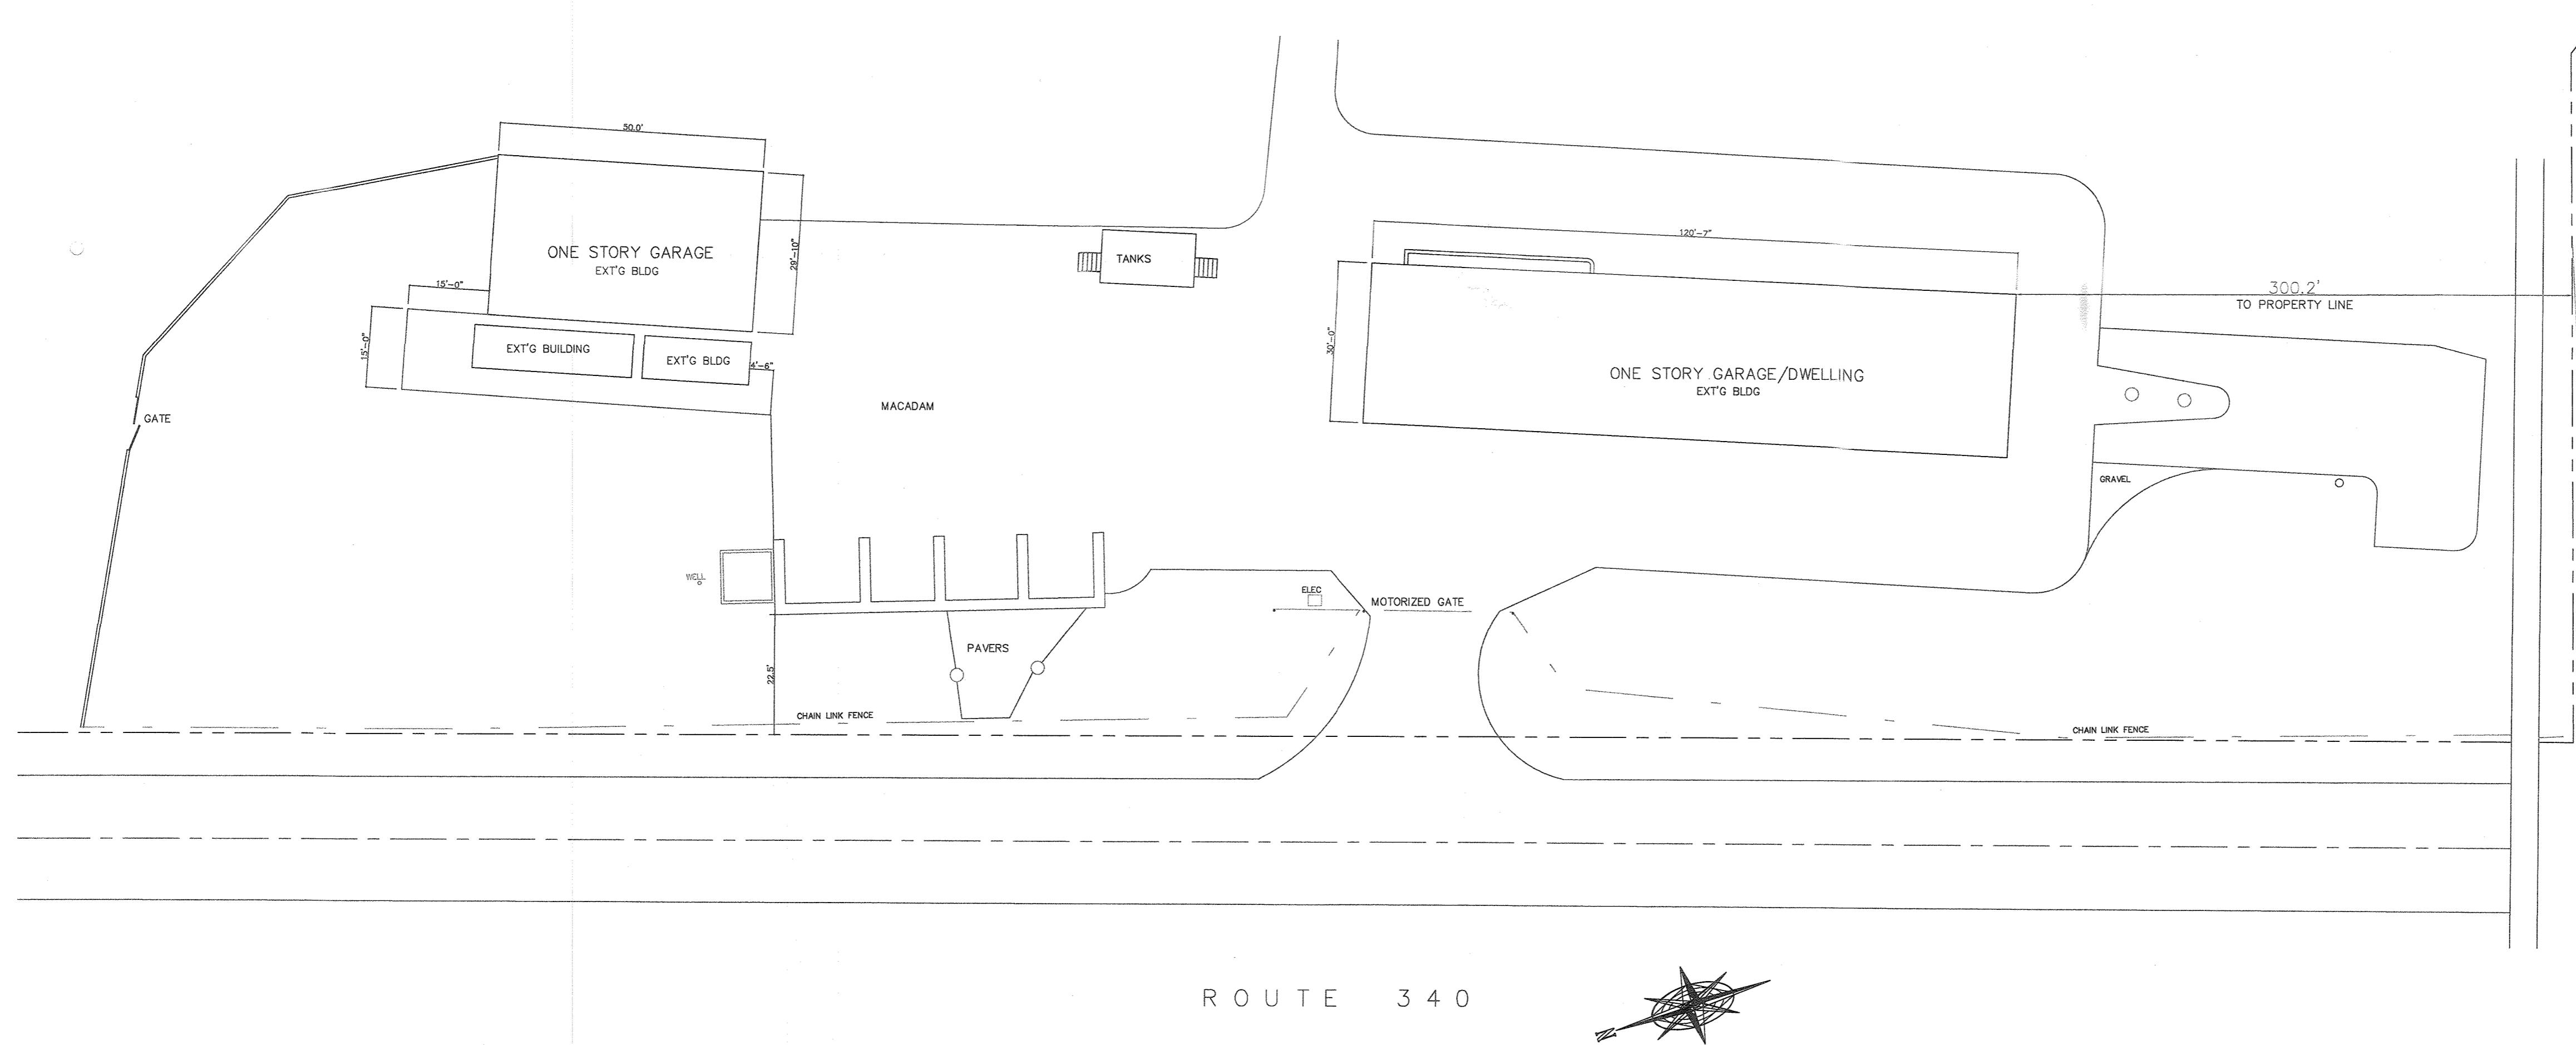 50.0'
ONE STORY GARAGE
EXT'G BLDG
29'-10"
15'-0"
15'-0"
EXT'G BUILDING
EXT'G BLDG
4'-6"
GATE
MACADAM
TANKS
120'-7"
30'-0"
ONE STORY GARAGE/DWELLING
EXT'G BLDG
300.2'
TO PROPERTY LINE
GRAVEL
WELL
ELEC
MOTORIZED GATE
PAVERS
22.5'
CHAIN LINK FENCE
CHAIN LINK FENCE
ROUTE 340
N